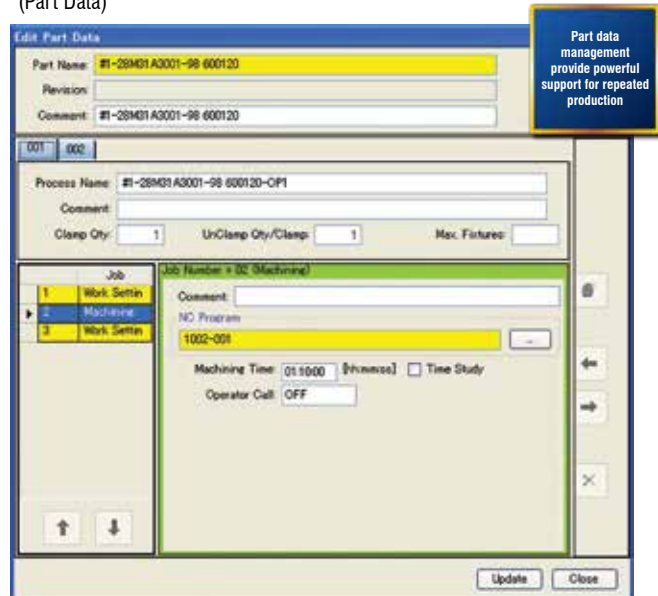 (Part Data)
Edit Part Data
Part data
management
provide powerful
support for repeated
production
Part Name: #1-28M31A3001-98 600120
Revision:
Comment: #1-28M31A3001-98 600120
001 002
Process Name: #1-28M31A3001-98 600120-OP1
Comment:
Clamp Qty: 1 UnClamp Qty/Clamp: 1 Max. Fixtures:
Job
1 Work Settin
2 Machining
3 Work Settin
Job Number = 02 (Machining)
Comment:
NC Program
1002-001 ...
Machining Time: 01:10:00 [hh:mm:ss] Time Study
Operator Call: OFF
Update Close